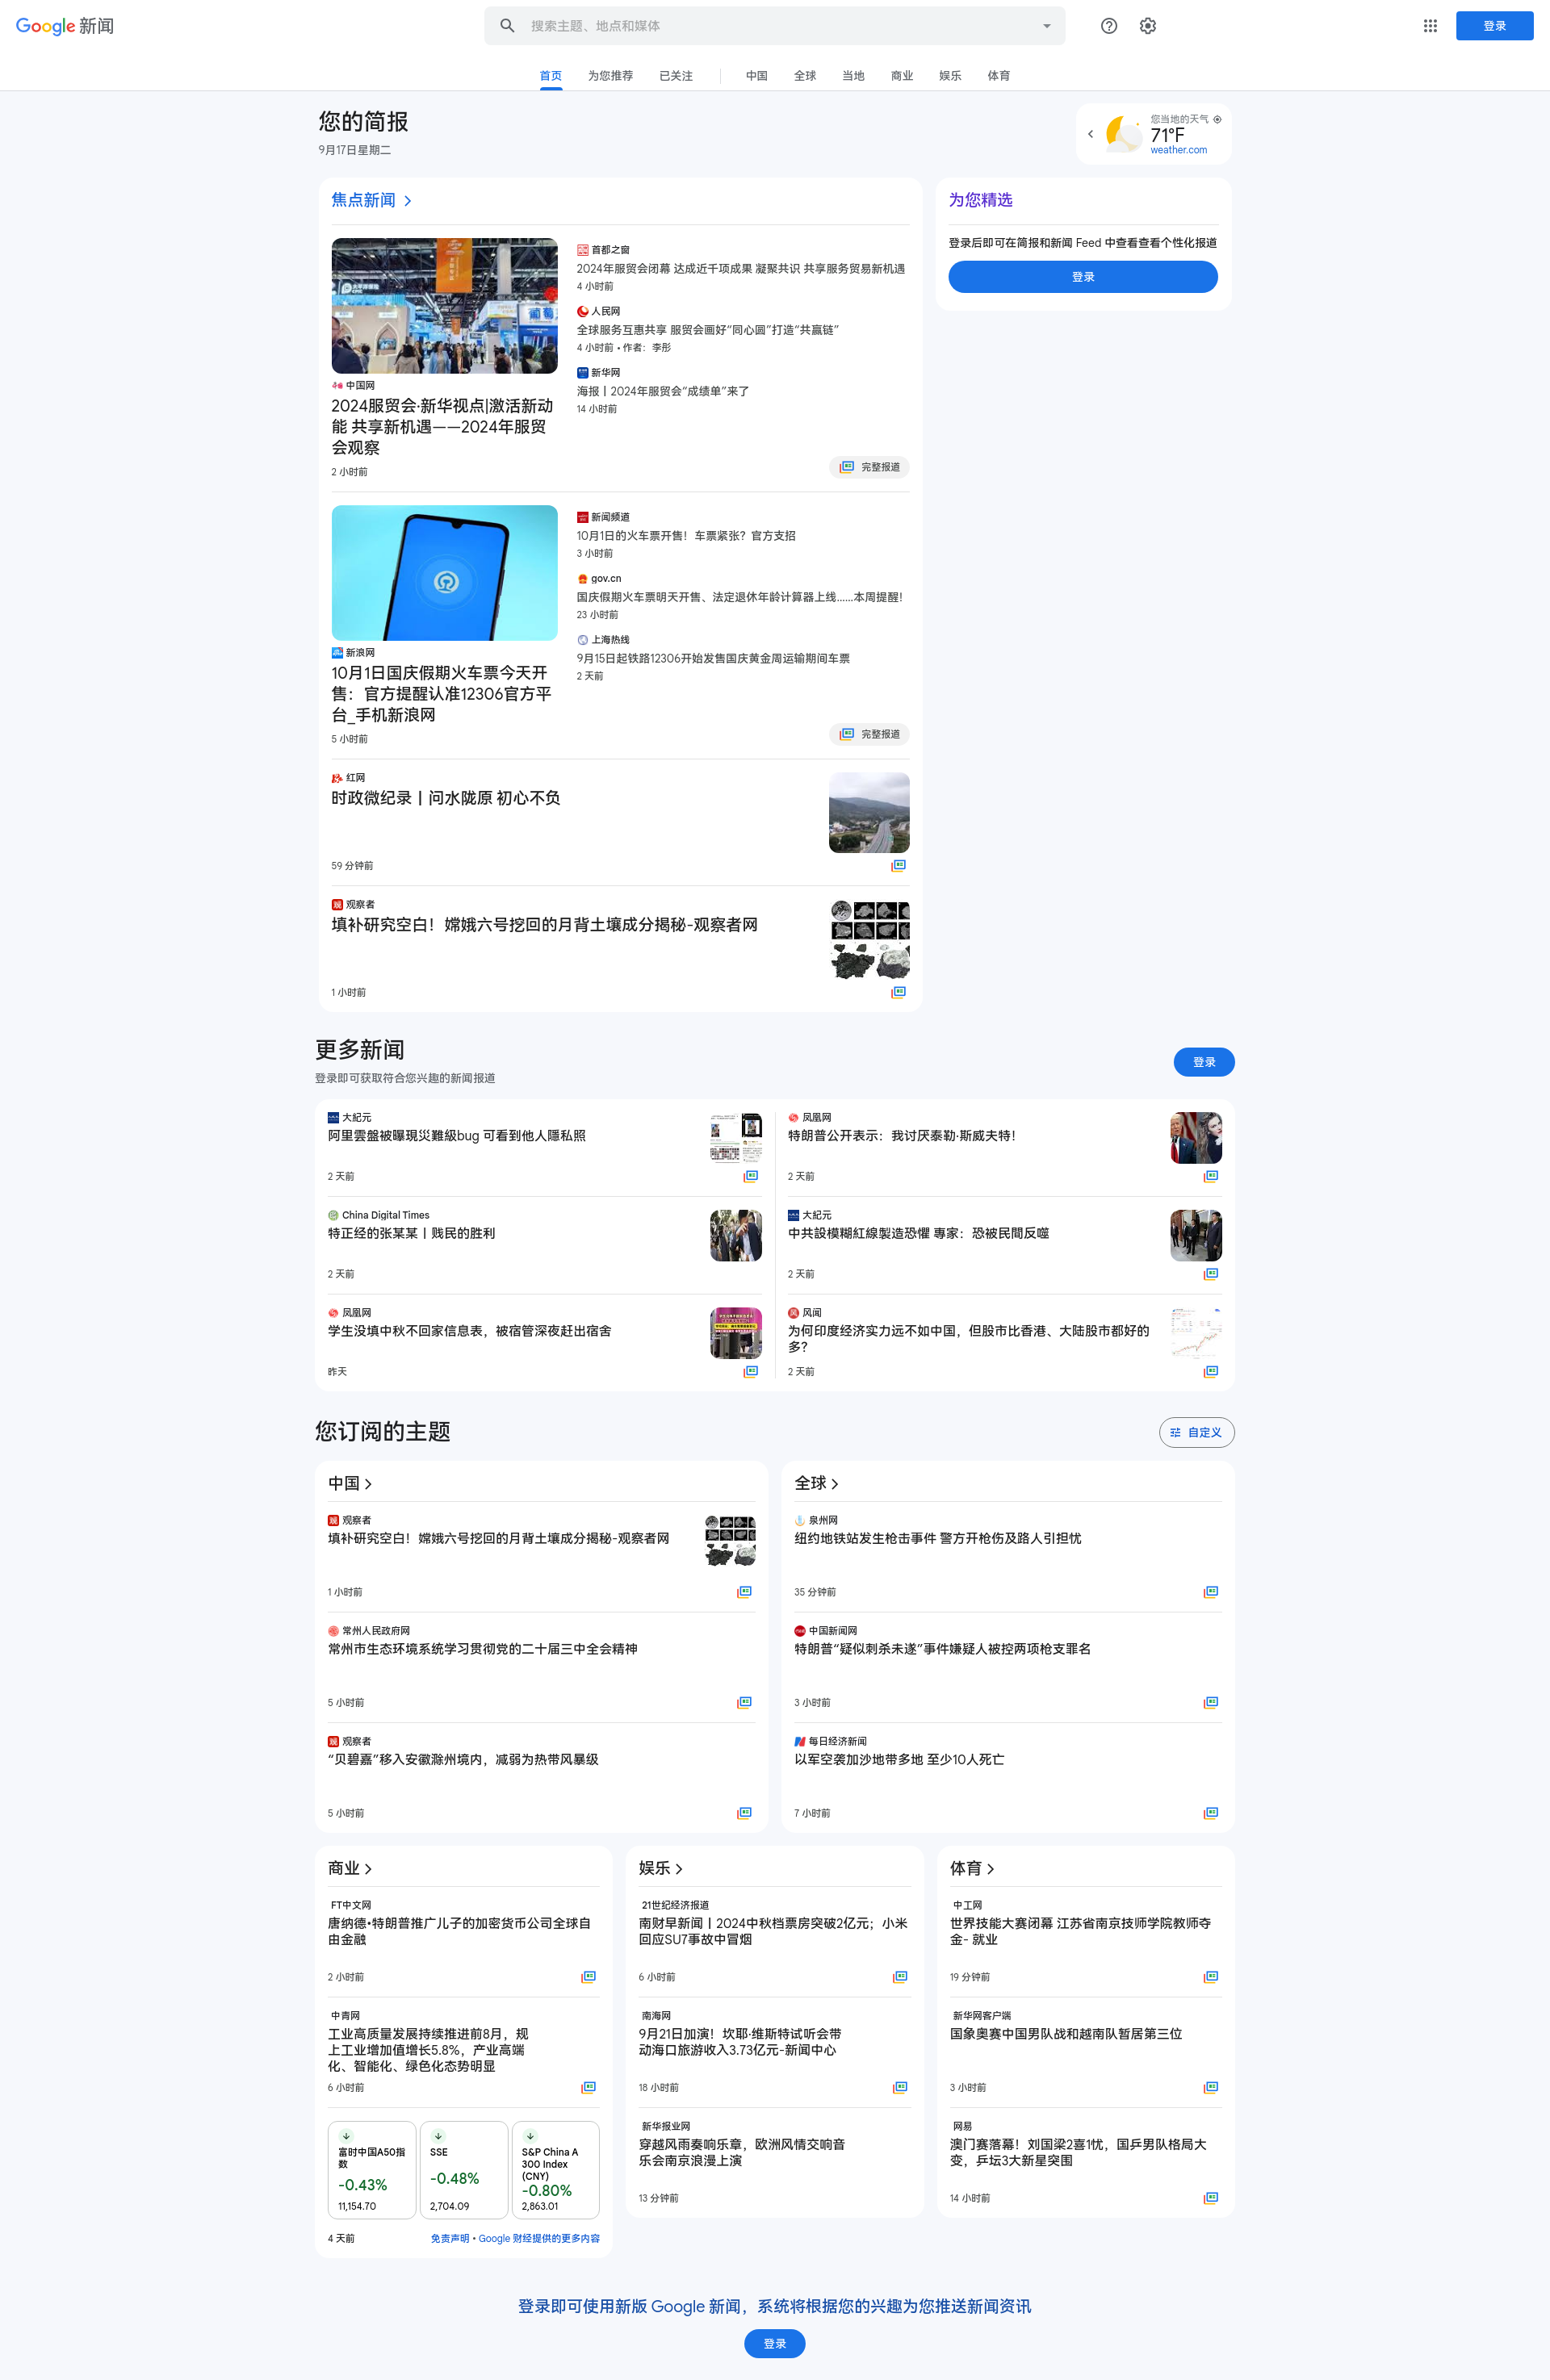 Google 新闻
搜索主题、地点和媒体
登录
首页
为您推荐
已关注
中国
全球
当地
商业
娱乐
体育
您的简报
9月17日星期二
您当地的天气
71°F
weather.com
焦点新闻
中国网
2024服贸会·新华视点|激活新动
能 共享新机遇——2024年服贸
会观察
2 小时前
首都之窗
2024年服贸会闭幕 达成近千项成果 凝聚共识 共享服务贸易新机遇
4 小时前
人民网
全球服务互惠共享 服贸会画好“同心圆”打造“共赢链”
4 小时前 • 作者：李彤
新华网
海报丨2024年服贸会“成绩单”来了
14 小时前
完整报道
新浪网
10月1日国庆假期火车票今天开
售：官方提醒认准12306官方平
台_手机新浪网
5 小时前
新闻频道
10月1日的火车票开售！车票紧张？官方支招
3 小时前
gov.cn
国庆假期火车票明天开售、法定退休年龄计算器上线……本周提醒！
23 小时前
上海热线
9月15日起铁路12306开始发售国庆黄金周运输期间车票
2 天前
完整报道
红网
时政微纪录丨问水陇原 初心不负
59 分钟前
观察者
填补研究空白！嫦娥六号挖回的月背土壤成分揭秘-观察者网
1 小时前
为您精选
登录后即可在简报和新闻 Feed 中查看查看个性化报道
登录
更多新闻
登录即可获取符合您兴趣的新闻报道
登录
大紀元
阿里雲盤被曝現災難級bug 可看到他人隱私照
2 天前
China Digital Times
特正经的张某某丨贱民的胜利
2 天前
凤凰网
学生没填中秋不回家信息表，被宿管深夜赶出宿舍
昨天
凤凰网
特朗普公开表示：我讨厌泰勒·斯威夫特！
2 天前
大紀元
中共設模糊紅線製造恐懼 專家：恐被民間反噬
2 天前
风闻
为何印度经济实力远不如中国，但股市比香港、大陆股市都好的
多？
2 天前
您订阅的主题
自定义
中国
观察者
填补研究空白！嫦娥六号挖回的月背土壤成分揭秘-观察者网
1 小时前
常州人民政府网
常州市生态环境系统学习贯彻党的二十届三中全会精神
5 小时前
观察者
“贝碧嘉”移入安徽滁州境内，减弱为热带风暴级
5 小时前
全球
泉州网
纽约地铁站发生枪击事件 警方开枪伤及路人引担忧
35 分钟前
中国新闻网
特朗普“疑似刺杀未遂”事件嫌疑人被控两项枪支罪名
3 小时前
每日经济新闻
以军空袭加沙地带多地 至少10人死亡
7 小时前
商业
FT中文网
唐纳德•特朗普推广儿子的加密货币公司全球自
由金融
2 小时前
中青网
工业高质量发展持续推进前8月，规
上工业增加值增长5.8%，产业高端
化、智能化、绿色化态势明显
6 小时前
富时中国A50指
数
-0.43%
11,154.70
SSE
-0.48%
2,704.09
S&P China A
300 Index
(CNY)
-0.80%
2,863.01
4 天前
免责声明 • Google 财经提供的更多内容
娱乐
21世纪经济报道
南财早新闻丨2024中秋档票房突破2亿元；小米
回应SU7事故中冒烟
6 小时前
南海网
9月21日加演！坎耶·维斯特试听会带
动海口旅游收入3.73亿元-新闻中心
18 小时前
新华报业网
穿越风雨奏响乐章，欧洲风情交响音
乐会南京浪漫上演
13 分钟前
体育
中工网
世界技能大赛闭幕 江苏省南京技师学院教师夺
金- 就业
19 分钟前
新华网客户端
国象奥赛中国男队战和越南队暂居第三位
3 小时前
网易
澳门赛落幕！刘国梁2喜1忧，国乒男队格局大
变，乒坛3大新星突围
14 小时前
登录即可使用新版 Google 新闻，系统将根据您的兴趣为您推送新闻资讯
登录